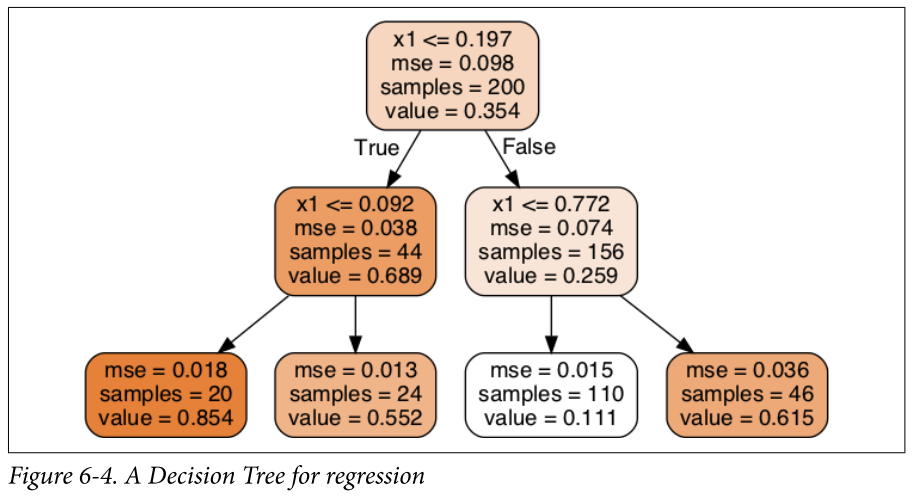 x1 <= 0.197
mse = 0.098
samples = 200
value = 0.354
True
False
x1 <= 0.092
mse = 0.038
samples = 44
value = 0.689
x1 <= 0.772
mse = 0.074
samples = 156
value = 0.259
mse = 0.018
samples = 20
value = 0.854
mse = 0.013
samples = 24
value = 0.552
mse = 0.015
samples = 110
value = 0.111
mse = 0.036
samples = 46
value = 0.615
Figure 6-4. A Decision Tree for regression